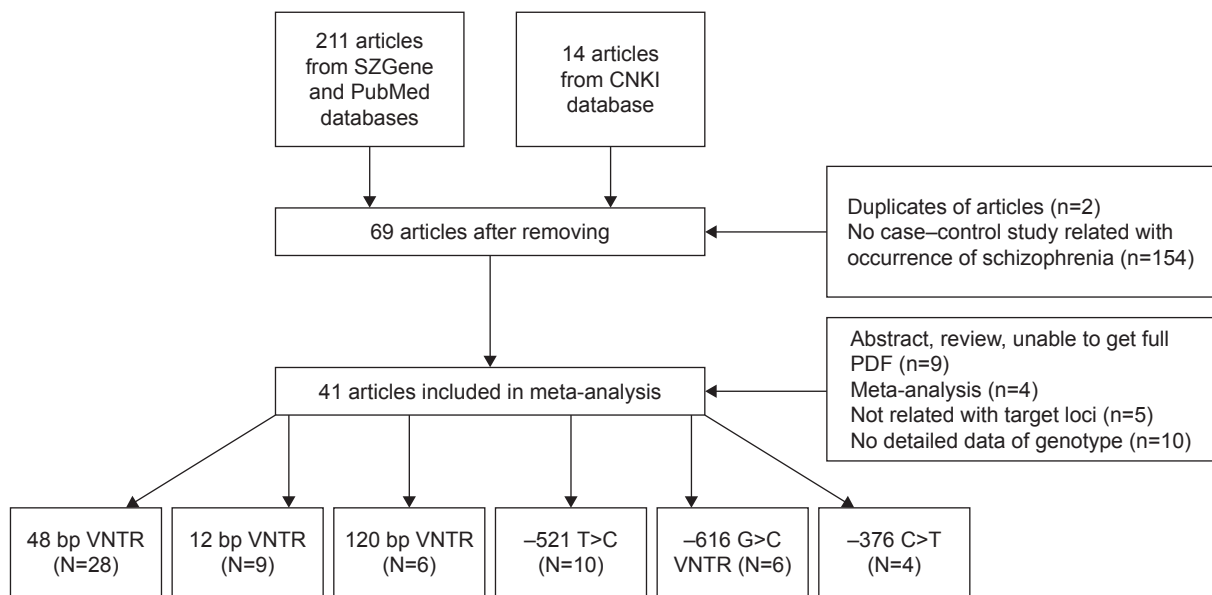 211 articles
from SZGene
and PubMed
databases
14 articles
from CNKI
database
69 articles after removing
Duplicates of articles (n=2)
No case–control study related with
occurrence of schizophrenia (n=154)
41 articles included in meta-analysis
Abstract, review, unable to get full
PDF (n=9)
Meta-analysis (n=4)
Not related with target loci (n=5)
No detailed data of genotype (n=10)
48 bp VNTR
(N=28)
12 bp VNTR
(N=9)
120 bp VNTR
(N=6)
–521 T>C
(N=10)
–616 G>C
VNTR (N=6)
–376 C>T
(N=4)